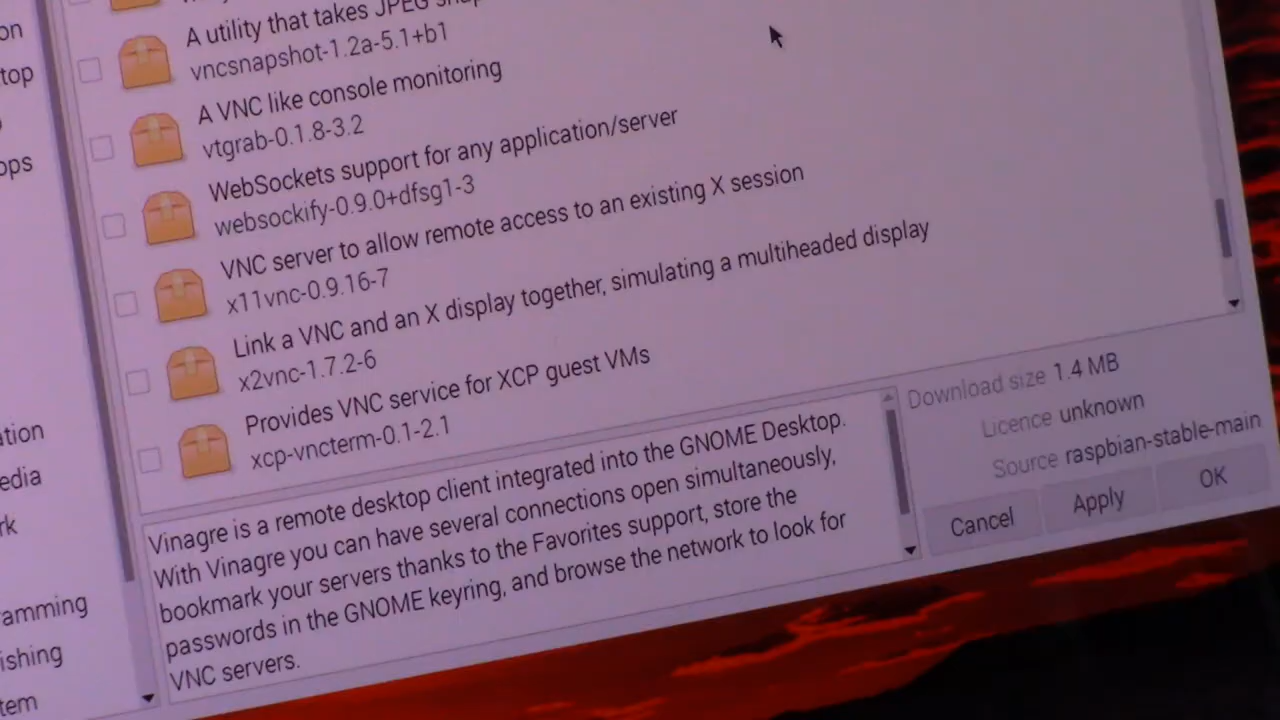 on
top
ops
ation
edia
rk
amming
ishing
tem
A utility that takes JPEG
vncsnapshot-1.2a-5.1+b1
A VNC like console monitoring
vtgrab-0.1.8-3.2
WebSockets support for any application/server
websockify-0.9.0+dfsg1-3
VNC server to allow remote access to an existing X session
x11vnc-0.9.16-7
Link a VNC and an X display together, simulating a multiheaded display
x2vnc-1.7.2-6
Provides VNC service for XCP guest VMs
xcp-vncterm-0.1-2.1
Vinagre is a remote desktop client integrated into the GNOME Desktop.
With Vinagre you can have several connections open simultaneously,
bookmark your servers thanks to the Favorites support, store the
passwords in the GNOME keyring, and browse the network to look for
VNC servers.
Download size 1.4 MB
Licence unknown
Source raspbian-stable-main
Cancel
Apply
OK